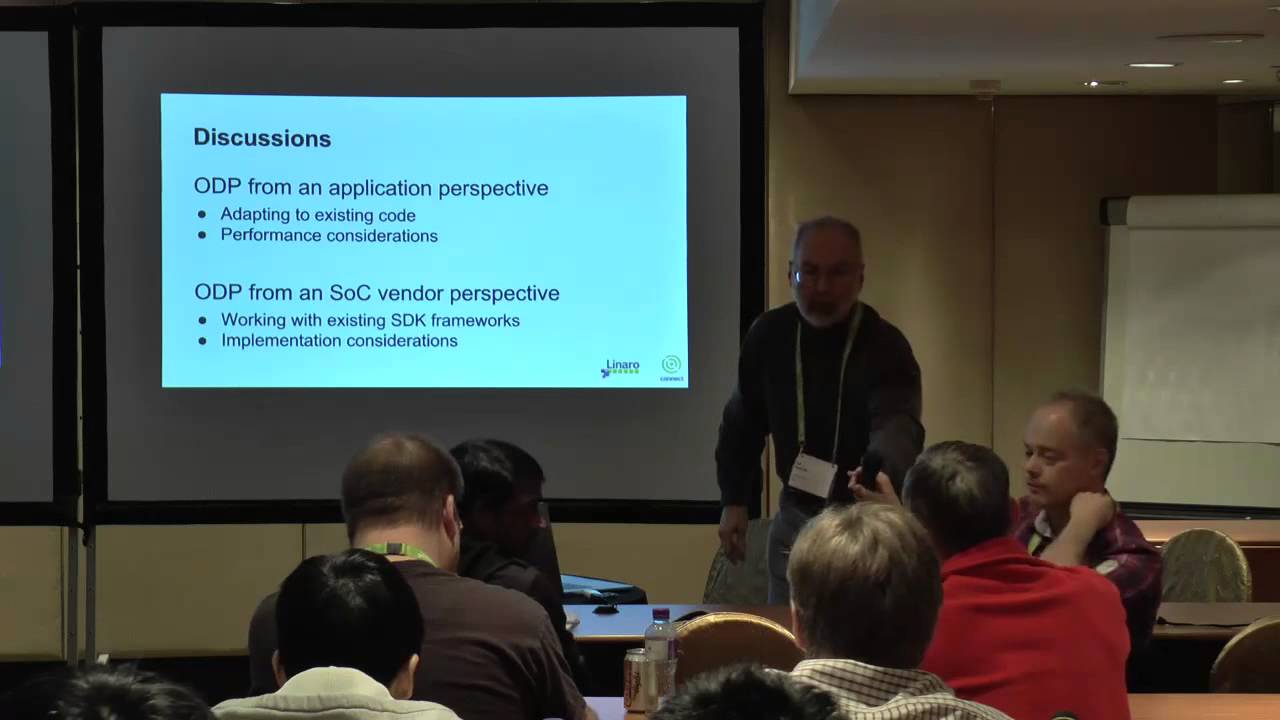 Discussions
ODP from an application perspective
● Adapting to existing code
● Performance considerations
ODP from an SoC vendor perspective
● Working with existing SDK frameworks
● Implementation considerations
Linaro
connect